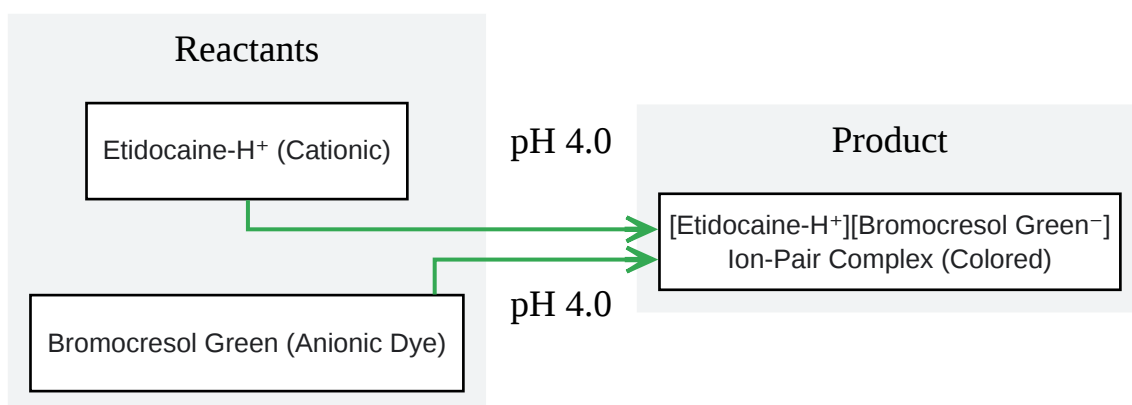 Reactants
Etidocaine-H⁺ (Cationic)
Bromocresol Green (Anionic Dye)
pH 4.0
pH 4.0
Product
[Etidocaine-H⁺][Bromocresol Green⁻]
Ion-Pair Complex (Colored)